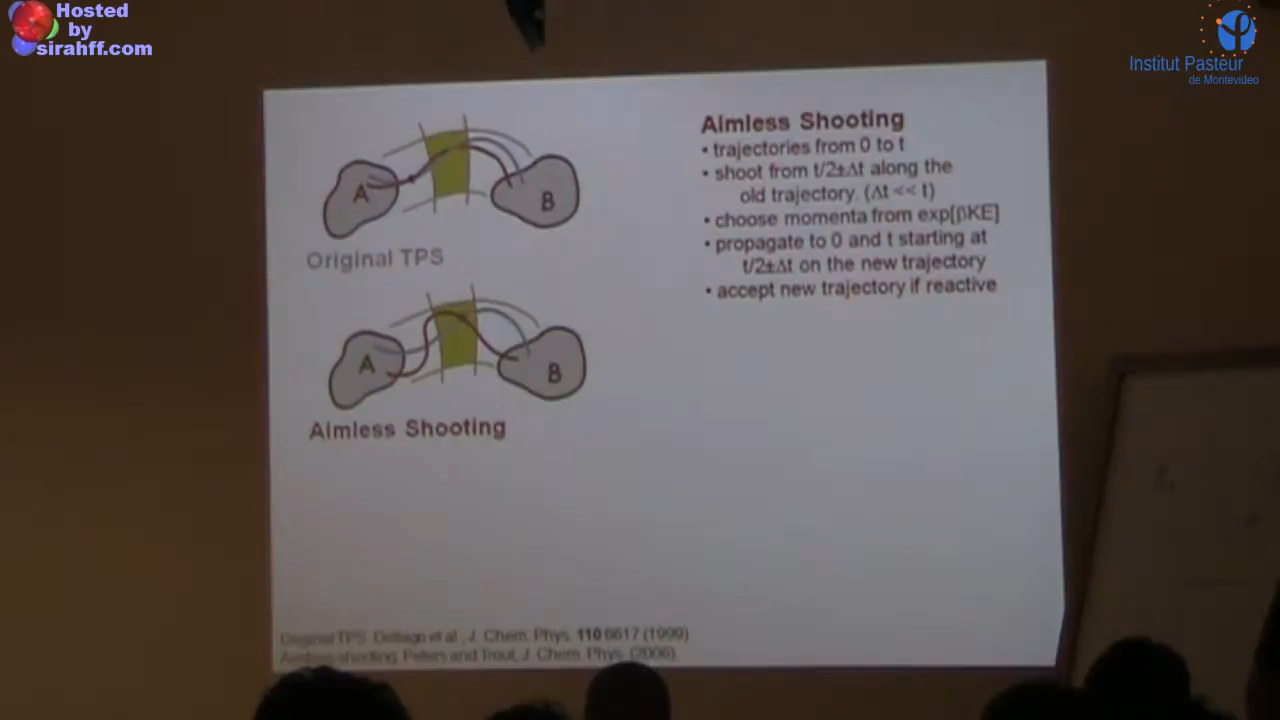 Hosted
by
sirahff.com
Institut Pasteur
de Montevideo
A
B
Original TPS
A
B
Aimless Shooting
Aimless Shooting
• trajectories from 0 to t
• shoot from t/2±Δt along the
old trajectory. (Δt << t)
• choose momenta from exp[βKE]
• propagate to 0 and t starting at
t/2±Δt on the new trajectory
• accept new trajectory if reactive
Original TPS: Dellago et al., J. Chem. Phys. 110 6617 (1999)
Aimless shooting: Peters and Trout, J. Chem. Phys. (2006)